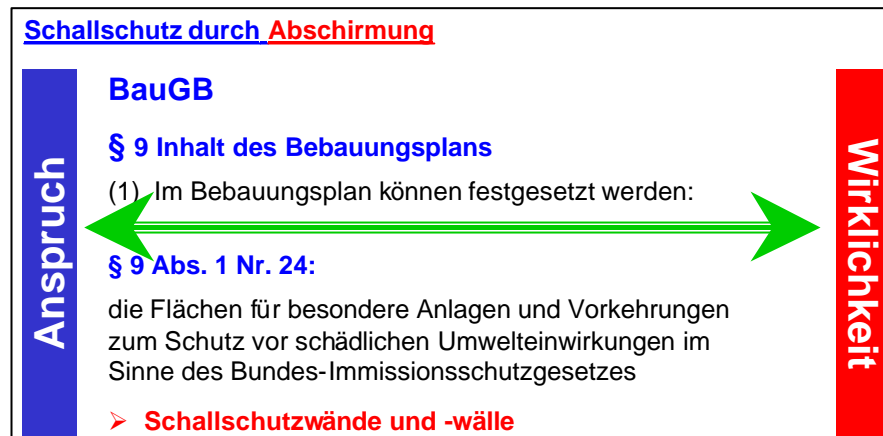 Schallschutz durch Abschirmung
Anspruch
BauGB
§ 9 Inhalt des Bebauungsplans
(1) Im Bebauungsplan können festgesetzt werden:
§ 9 Abs. 1 Nr. 24:
die Flächen für besondere Anlagen und Vorkehrungen
zum Schutz vor schädlichen Umwelteinwirkungen im
Sinne des Bundes-Immissionsschutzgesetzes
➢ Schallschutzwände und -wälle
Wirklichkeit